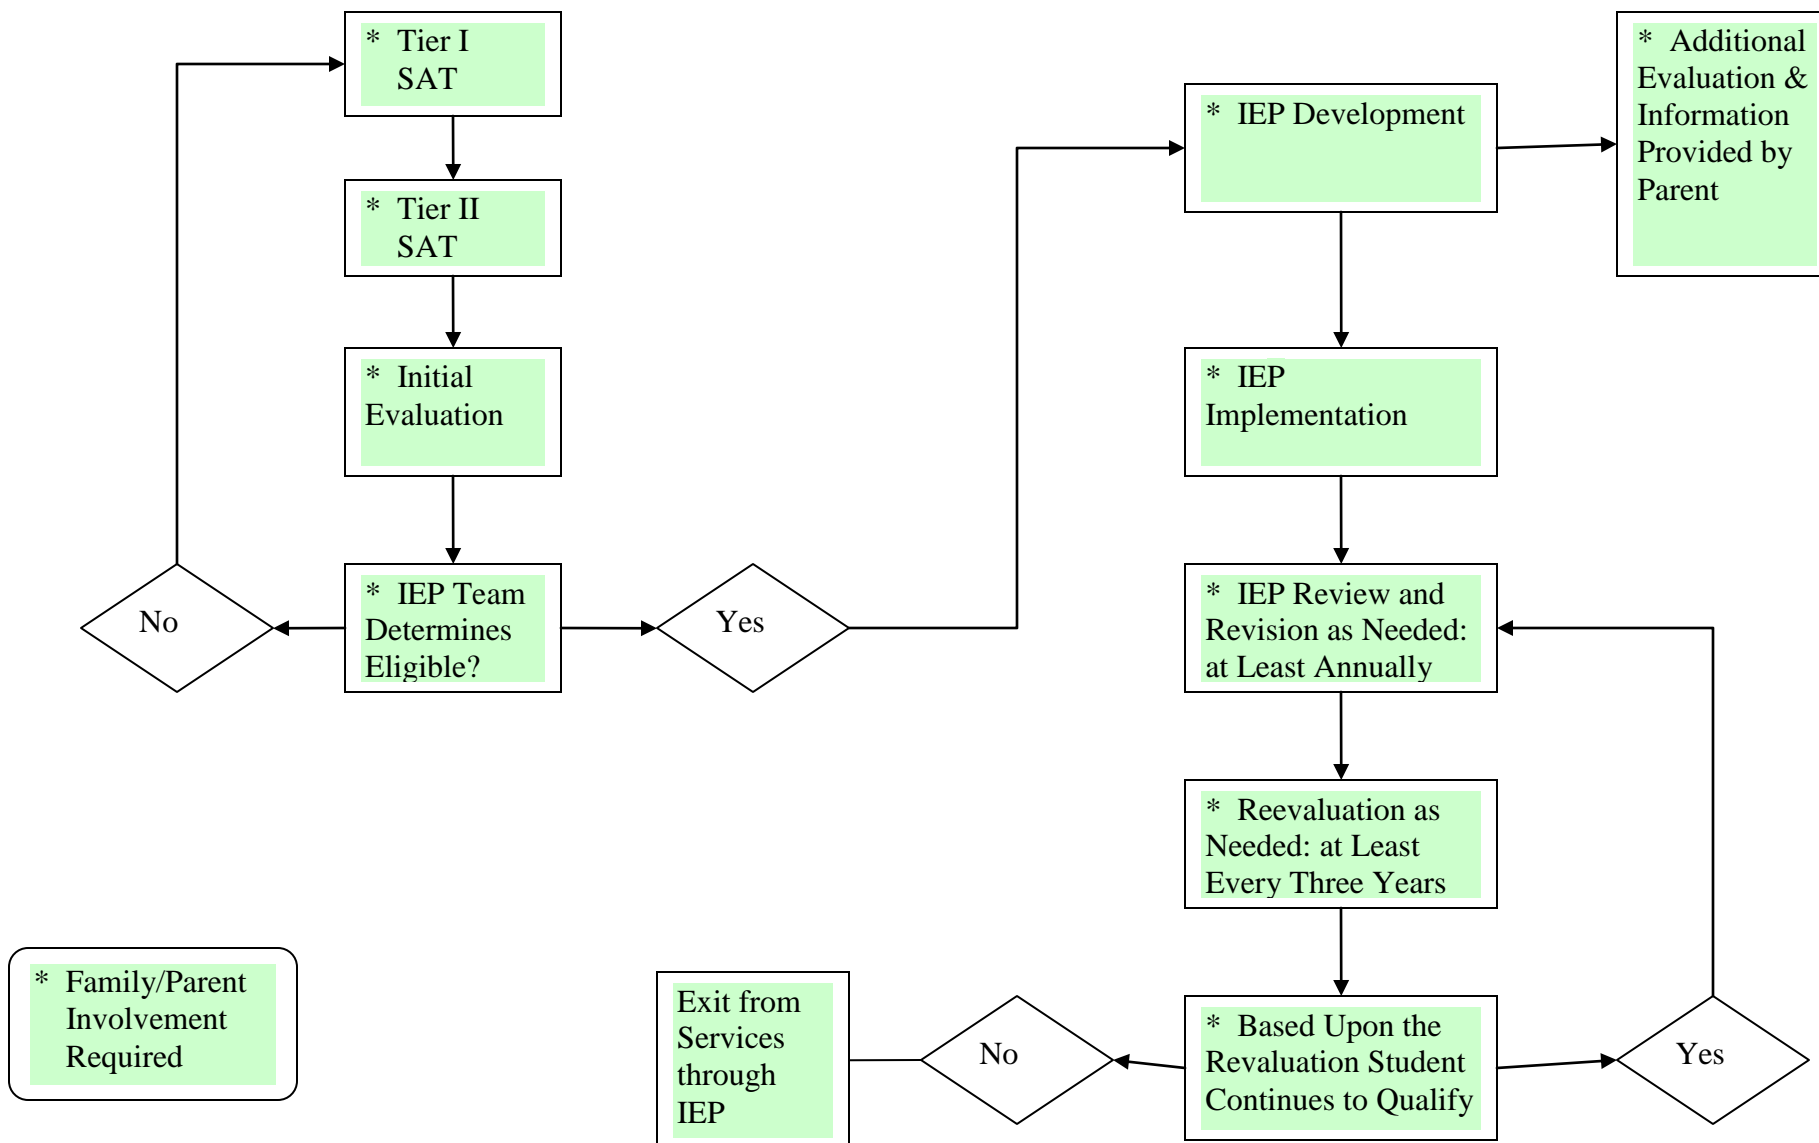 * Tier I
SAT
* Tier II
SAT
* Initial
Evaluation
* IEP Team
Determines
Eligible?
No
Yes
* IEP Development
* Additional
Evaluation &
Information
Provided by
Parent
* IEP
Implementation
* IEP Review and
Revision as Needed:
at Least Annually
* Reevaluation as
Needed: at Least
Every Three Years
* Based Upon the
Revaluation Student
Continues to Qualify
No
Yes
Exit from
Services
through
IEP
* Family/Parent
Involvement
Required